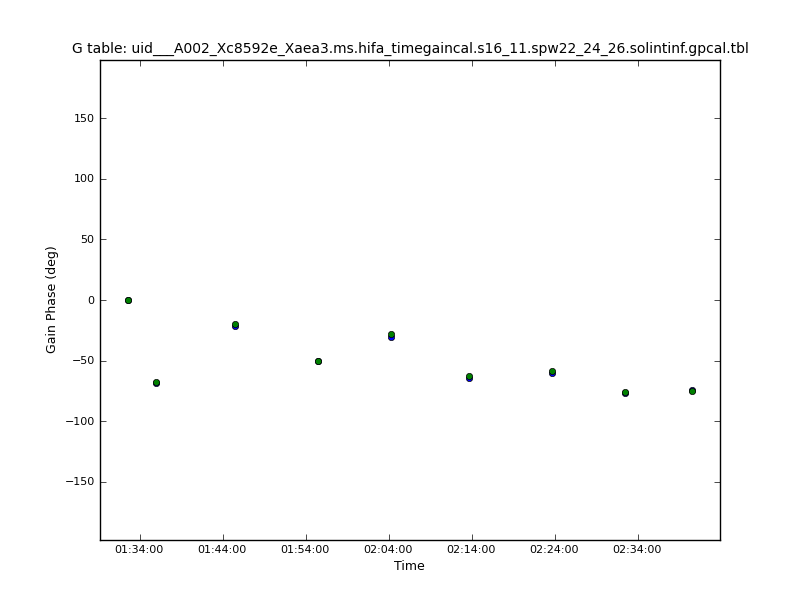 G table: uid___A002_Xc8592e_Xaea3.ms.hifa_timegaincal.s16_11.spw22_24_26.solintinf.gpcal.tbl
Gain Phase (deg)
150
100
50
0
−50
−100
−150
01:34:00 01:44:00 01:54:00 02:04:00 02:14:00 02:24:00 02:34:00
Time